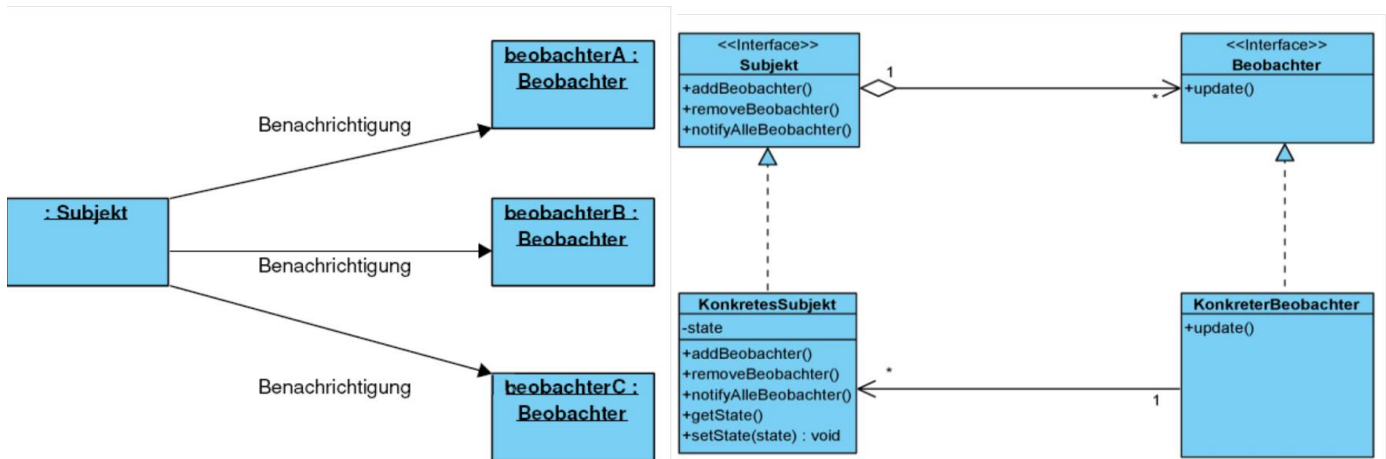 beobachterA :
Beobachter
Benachrichtigung
: Subjekt
beobachterB :
Beobachter
Benachrichtigung
Benachrichtigung
beobachterC :
Beobachter
<<Interface>>
Subjekt
+addBeobachter()
+removeBeobachter()
+notifyAlleBeobachter()
1
*
<<Interface>>
Beobachter
+update()
KonkretesSubjekt
-state
+addBeobachter()
+removeBeobachter()
+notifyAlleBeobachter()
+getState()
+setState(state) : void
*
1
KonkreterBeobachter
+update()